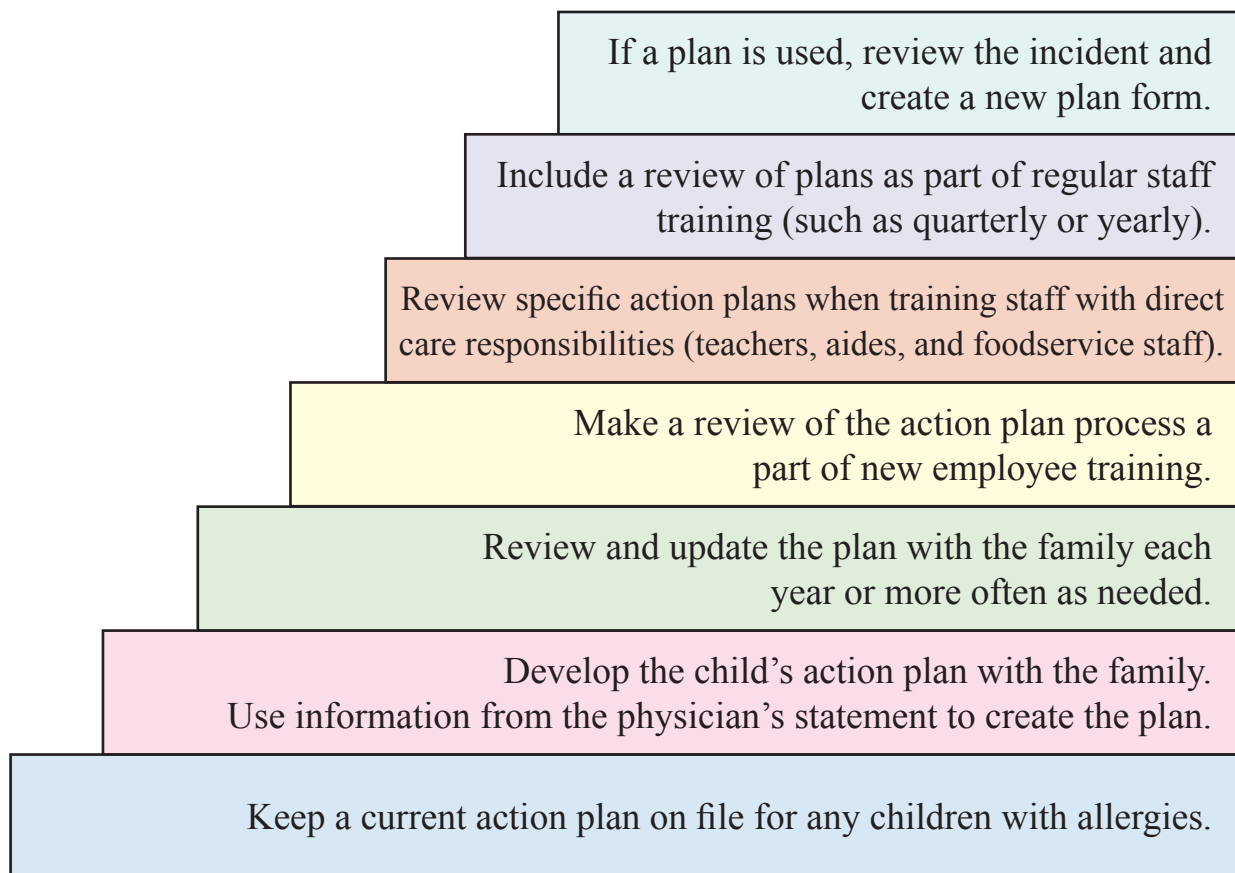 If a plan is used, review the incident and
create a new plan form.
Include a review of plans as part of regular staff
training (such as quarterly or yearly).
Review specific action plans when training staff with direct
care responsibilities (teachers, aides, and foodservice staff).
Make a review of the action plan process a
part of new employee training.
Review and update the plan with the family each
year or more often as needed.
Develop the child’s action plan with the family.
Use information from the physician’s statement to create the plan.
Keep a current action plan on file for any children with allergies.